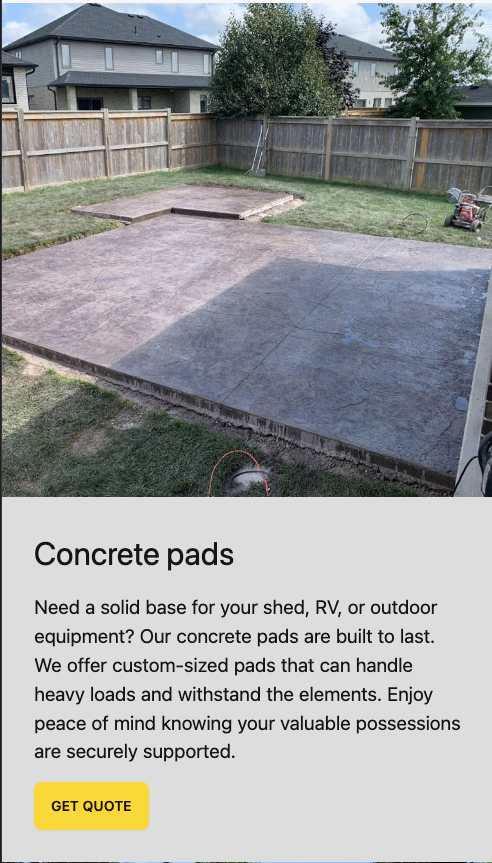 Concrete pads
Need a solid base for your shed, RV, or outdoor
equipment? Our concrete pads are built to last.
We offer custom-sized pads that can handle
heavy loads and withstand the elements. Enjoy
peace of mind knowing your valuable possessions
are securely supported.
GET QUOTE